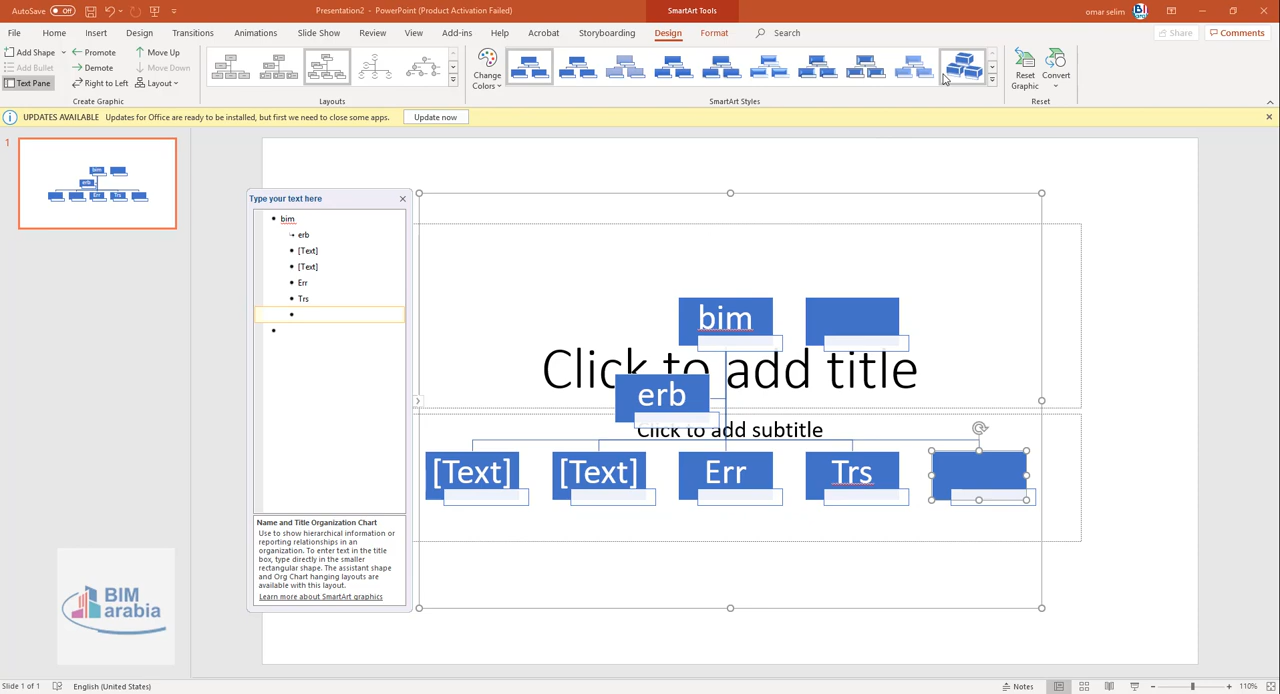 AutoSave Off
Presentation2 - PowerPoint (Product Activation Failed)
SmartArt Tools
omar selim
File Home Insert Design Transitions Animations Slide Show Review View Add-ins Help Acrobat Storyboarding Design Format Search
Share Comments
Add Shape Promote Move Up
Add Bullet Demote Move Down
Text Pane Right to Left Layout
Create Graphic
Layouts
Change Colors
SmartArt Styles
Reset Graphic
Convert
Reset
UPDATES AVAILABLE Updates for Office are ready to be installed, but first we need to close some apps. Update now
1
Type your text here
bim
erb
[Text]
[Text]
Err
Trs
Name and Title Organization Chart
Use to show hierarchical information or
reporting relationships in an
organization. To enter text in the title
box, type directly in the smaller
rectangular shape. The assistant shape
and Org Chart hanging layouts are
available with this layout.
Learn more about SmartArt graphics
bim
Click to add title
erb
Click to add subtitle
[Text] [Text] Err Trs
BIM
arabia
Slide 1 of 1 English (United States) Notes 110%